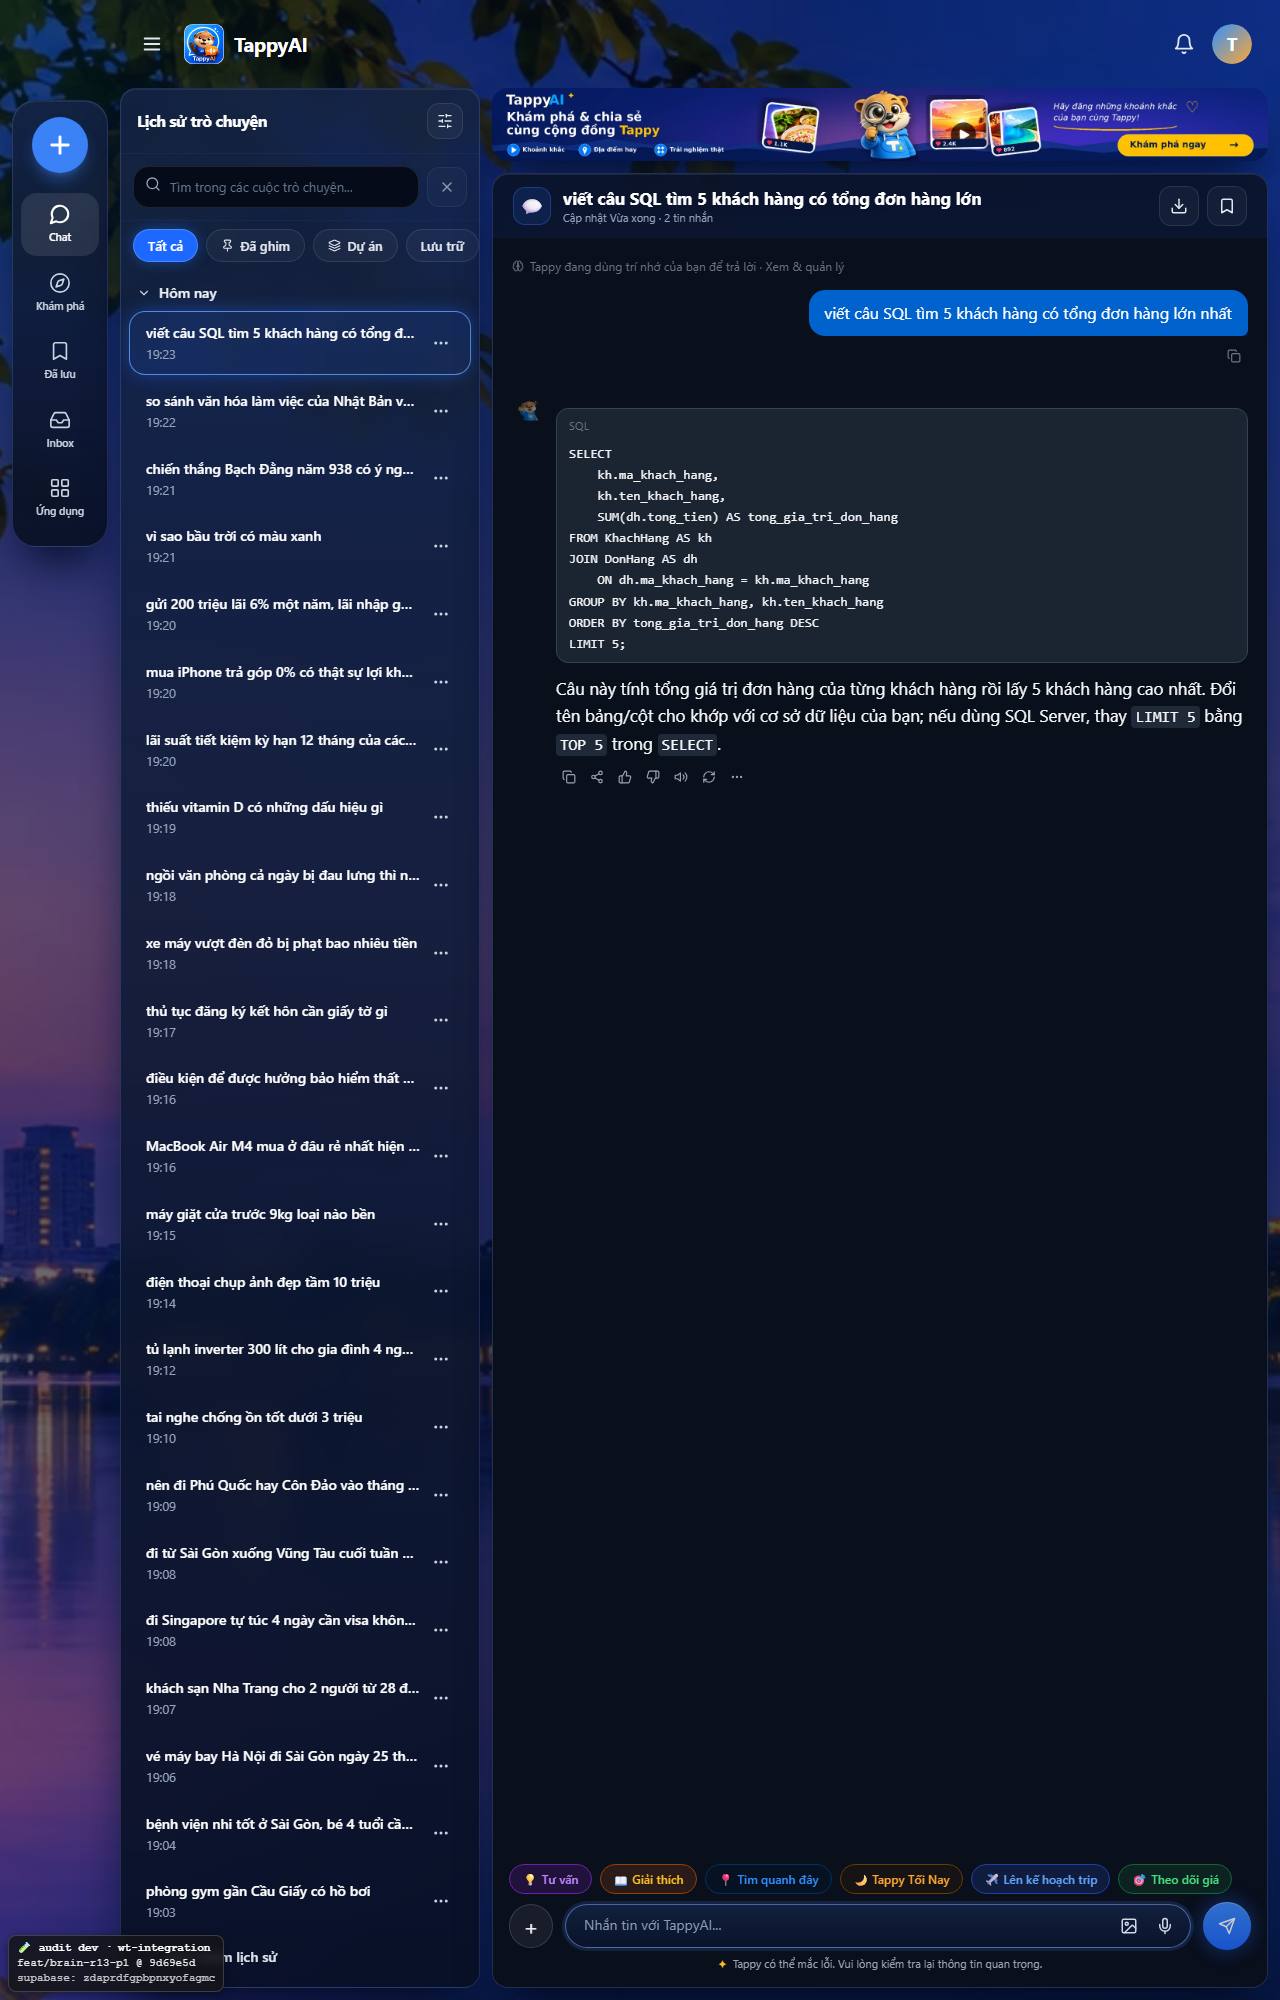 TappyAI
T
Chat
Khám phá
Đã lưu
Inbox
Ứng dụng
Lịch sử trò chuyện
Tìm trong các cuộc trò chuyện...
Tất cả
Đã ghim
Dự án
Lưu trữ
Hôm nay
viết câu SQL tìm 5 khách hàng có tổng đ...
19:23
so sánh văn hóa làm việc của Nhật Bản v...
19:22
chiến thắng Bạch Đằng năm 938 có ý ng...
19:21
vì sao bầu trời có màu xanh
19:21
gửi 200 triệu lãi 6% một năm, lãi nhập g...
19:20
mua iPhone trả góp 0% có thật sự lợi kh...
19:20
lãi suất tiết kiệm kỳ hạn 12 tháng của các...
19:20
thiếu vitamin D có những dấu hiệu gì
19:19
ngồi văn phòng cả ngày bị đau lưng thì n...
19:18
xe máy vượt đèn đỏ bị phạt bao nhiêu tiền
19:18
thủ tục đăng ký kết hôn cần giấy tờ gì
19:17
điều kiện để được hưởng bảo hiểm thất ...
19:16
MacBook Air M4 mua ở đâu rẻ nhất hiện ...
19:16
máy giặt cửa trước 9kg loại nào bền
19:15
điện thoại chụp ảnh đẹp tầm 10 triệu
19:14
tủ lạnh inverter 300 lít cho gia đình 4 ng...
19:12
tai nghe chống ồn tốt dưới 3 triệu
19:10
nên đi Phú Quốc hay Côn Đảo vào tháng ...
19:09
đi từ Sài Gòn xuống Vũng Tàu cuối tuần ...
19:08
đi Singapore tự túc 4 ngày cần visa khôn...
19:08
khách sạn Nha Trang cho 2 người từ 28 đ...
19:07
vé máy bay Hà Nội đi Sài Gòn ngày 25 th...
19:06
bệnh viện nhi tốt ở Sài Gòn, bé 4 tuổi cầ...
19:04
phòng gym gần Cầu Giấy có hồ bơi
19:03
lịch sử
audit dev · wt-integration
feat/brain-r13-p1 @ 9d69e5d
supabase: zdaprdfgpbpnxyofagmc
TappyAI
Khám phá & chia sẻ
cùng cộng đồng Tappy
Khoảnh khắc
Địa điểm hay
Trải nghiệm thật
1.1K
2.4K
892
Hãy đăng những khoảnh khắc
của bạn cùng Tappy!
Khám phá ngay →
viết câu SQL tìm 5 khách hàng có tổng đơn hàng lớn
Cập nhật Vừa xong · 2 tin nhắn
Tappy đang dùng trí nhớ của bạn để trả lời · Xem & quản lý
viết câu SQL tìm 5 khách hàng có tổng đơn hàng lớn nhất
SQL
SELECT
kh.ma_khach_hang,
kh.ten_khach_hang,
SUM(dh.tong_tien) AS tong_gia_tri_don_hang
FROM KhachHang AS kh
JOIN DonHang AS dh
ON dh.ma_khach_hang = kh.ma_khach_hang
GROUP BY kh.ma_khach_hang, kh.ten_khach_hang
ORDER BY tong_gia_tri_don_hang DESC
LIMIT 5;
Câu này tính tổng giá trị đơn hàng của từng khách hàng rồi lấy 5 khách hàng cao nhất. Đổi
tên bảng/cột cho khớp với cơ sở dữ liệu của bạn; nếu dùng SQL Server, thay LIMIT 5 bằng
TOP 5 trong SELECT.
Tư vấn
Giải thích
Tìm quanh đây
Tappy Tối Nay
Lên kế hoạch trip
Theo dõi giá
Nhắn tin với TappyAI...
Tappy có thể mắc lỗi. Vui lòng kiểm tra lại thông tin quan trọng.